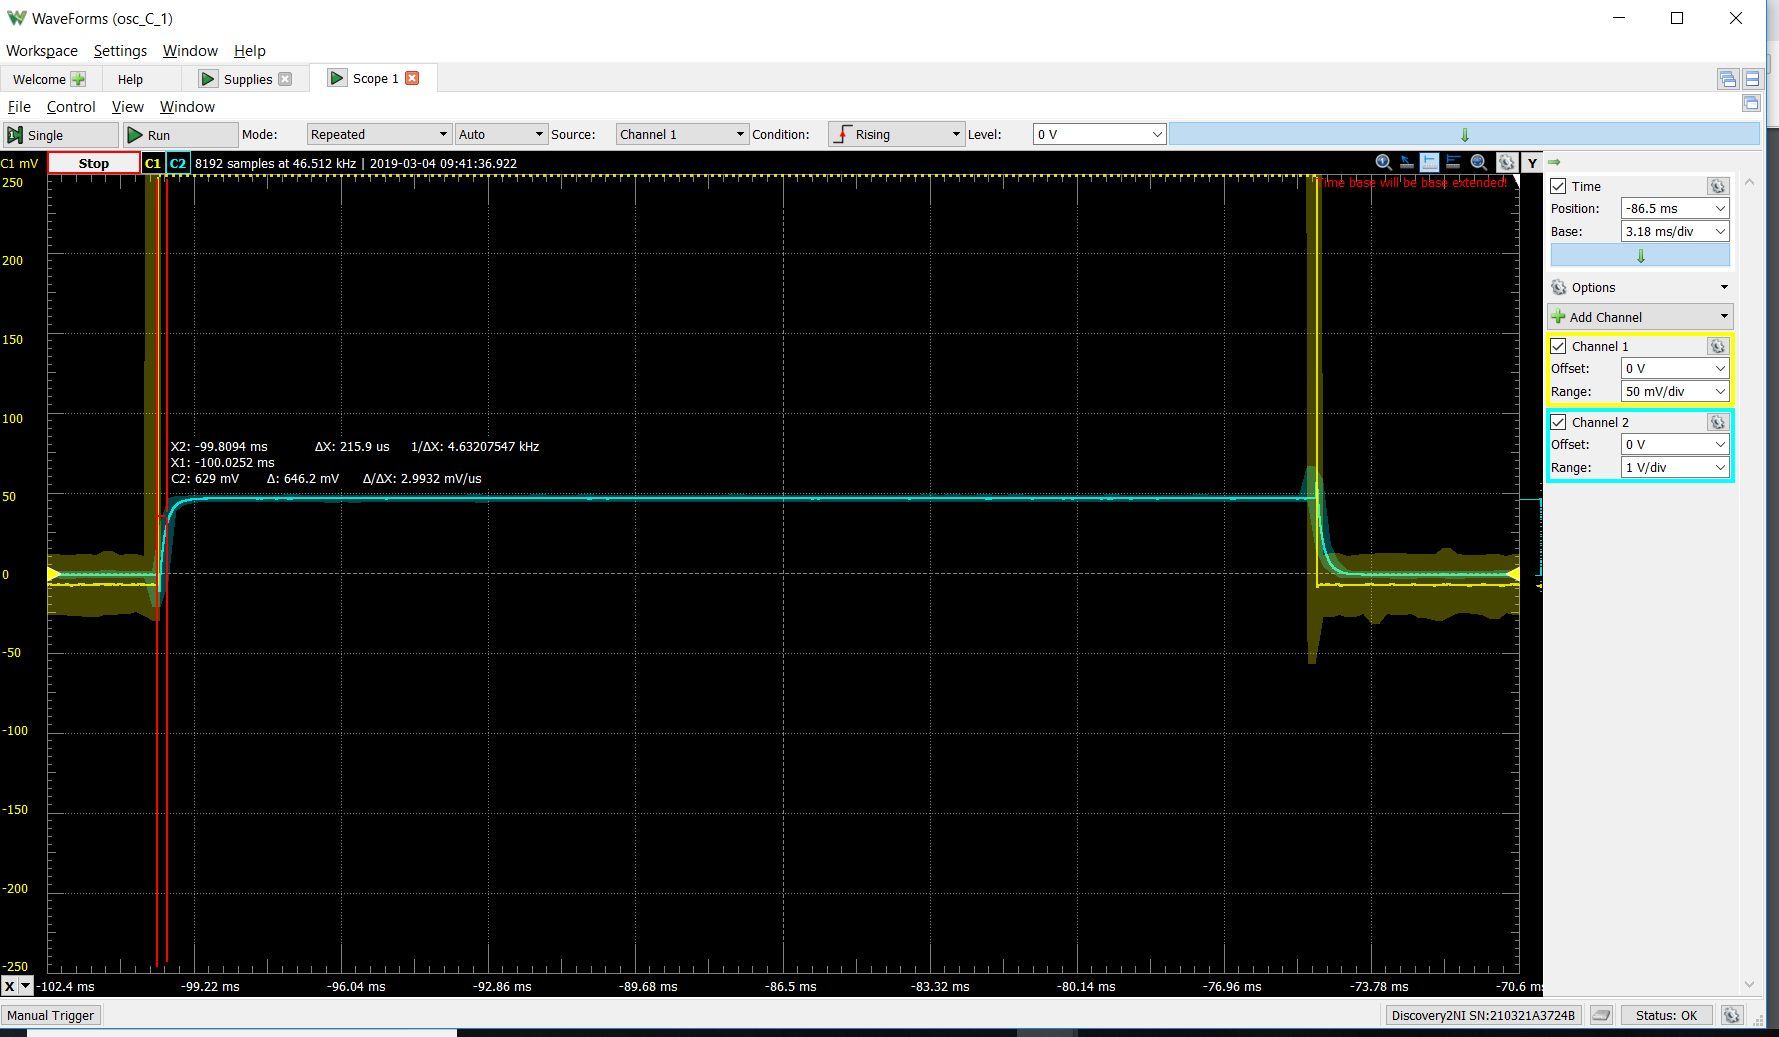 WaveForms (osc_C_1)
Workspace Settings Window Help
Welcome Help Supplies Scope 1
File Control View Window
Single Run Mode: Repeated Auto Source: Channel 1 Condition: Rising Level: 0 V
C1 mV Stop C1 C2 8192 samples at 46.512 kHz | 2019-03-04 09:41:36.922 Y
ime base will be base extended!
250
200
150
100
50
0
-50
-100
-150
-200
-250
X2: -99.8094 ms ΔX: 215.9 us 1/ΔX: 4.63207547 kHz
X1: -100.0252 ms
C2: 629 mV Δ: 646.2 mV Δ/ΔX: 2.9932 mV/us
X -102.4 ms -99.22 ms -96.04 ms -92.86 ms -89.68 ms -86.5 ms -83.32 ms -80.14 ms -76.96 ms -73.78 ms -70.6 ms
Time
Position: -86.5 ms
Base: 3.18 ms/div
Options
Add Channel
Channel 1
Offset: 0 V
Range: 50 mV/div
Channel 2
Offset: 0 V
Range: 1 V/div
Manual Trigger Discovery2NI SN:210321A3724B Status: OK